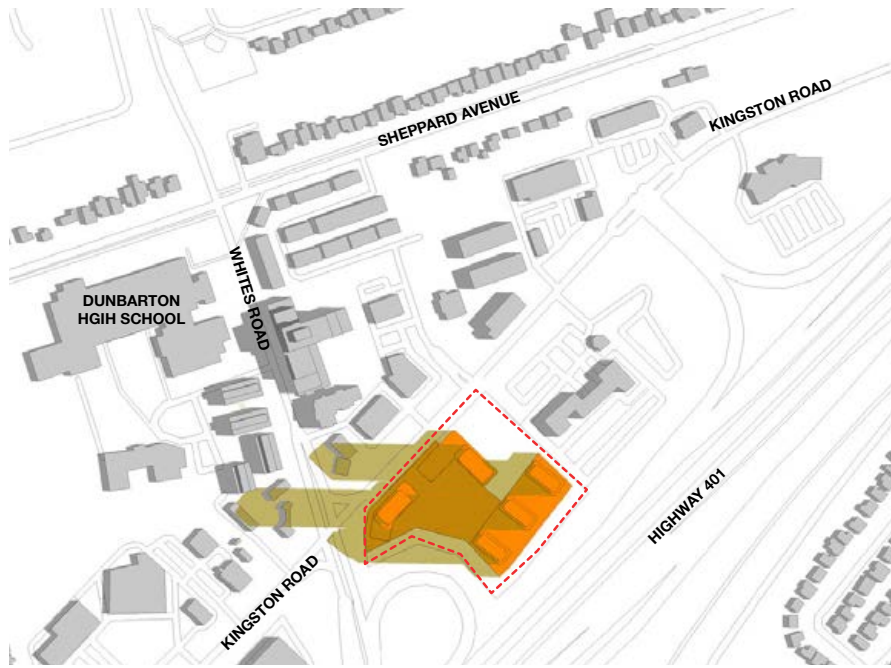 SHEPPARD AVENUE
KINGSTON ROAD
WHITES ROAD
DUNBARTON
HGIH SCHOOL
HIGHWAY 401
KINGSTON ROAD